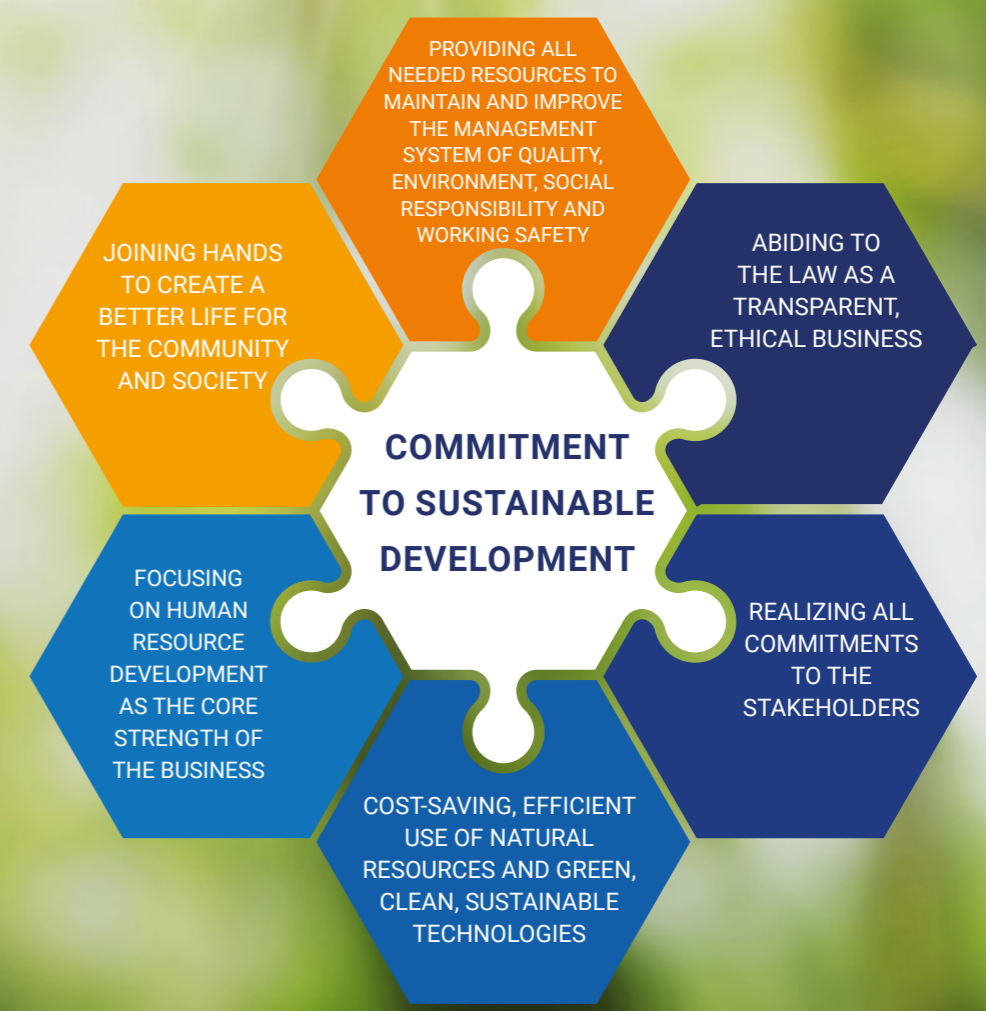 PROVIDING ALL
NEEDED RESOURCES TO
MAINTAIN AND IMPROVE
THE MANAGEMENT
SYSTEM OF QUALITY,
ENVIRONMENT, SOCIAL
RESPONSIBILITY AND
WORKING SAFETY
ABIDING TO
THE LAW AS A
TRANSPARENT,
ETHICAL BUSINESS
REALIZING ALL
COMMITMENTS
TO THE
STAKEHOLDERS
COST-SAVING, EFFICIENT
USE OF NATURAL
RESOURCES AND GREEN,
CLEAN, SUSTAINABLE
TECHNOLOGIES
FOCUSING
ON HUMAN
RESOURCE
DEVELOPMENT
AS THE CORE
STRENGTH OF
THE BUSINESS
JOINING HANDS
TO CREATE A
BETTER LIFE FOR
THE COMMUNITY
AND SOCIETY
COMMITMENT
TO SUSTAINABLE
DEVELOPMENT